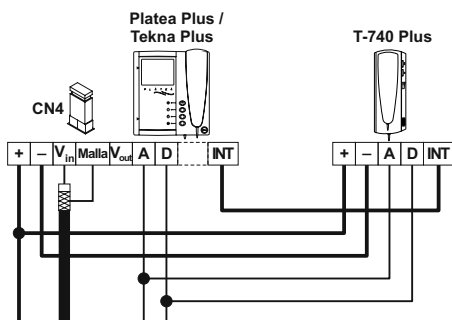 Platea Plus /
Tekna Plus
T-740 Plus
CN4
+ – Vin Malla Vout A D INT
+ – A D INT